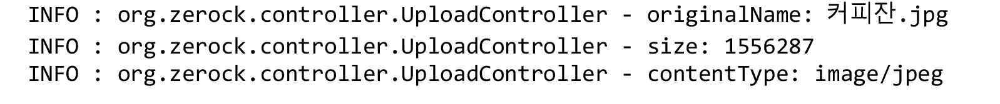 INFO : org.zerock.controller.UploadController - originalName: 커피잔.jpg
INFO : org.zerock.controller.UploadController - size: 1556287
INFO : org.zerock.controller.UploadController - contentType: image/jpeg